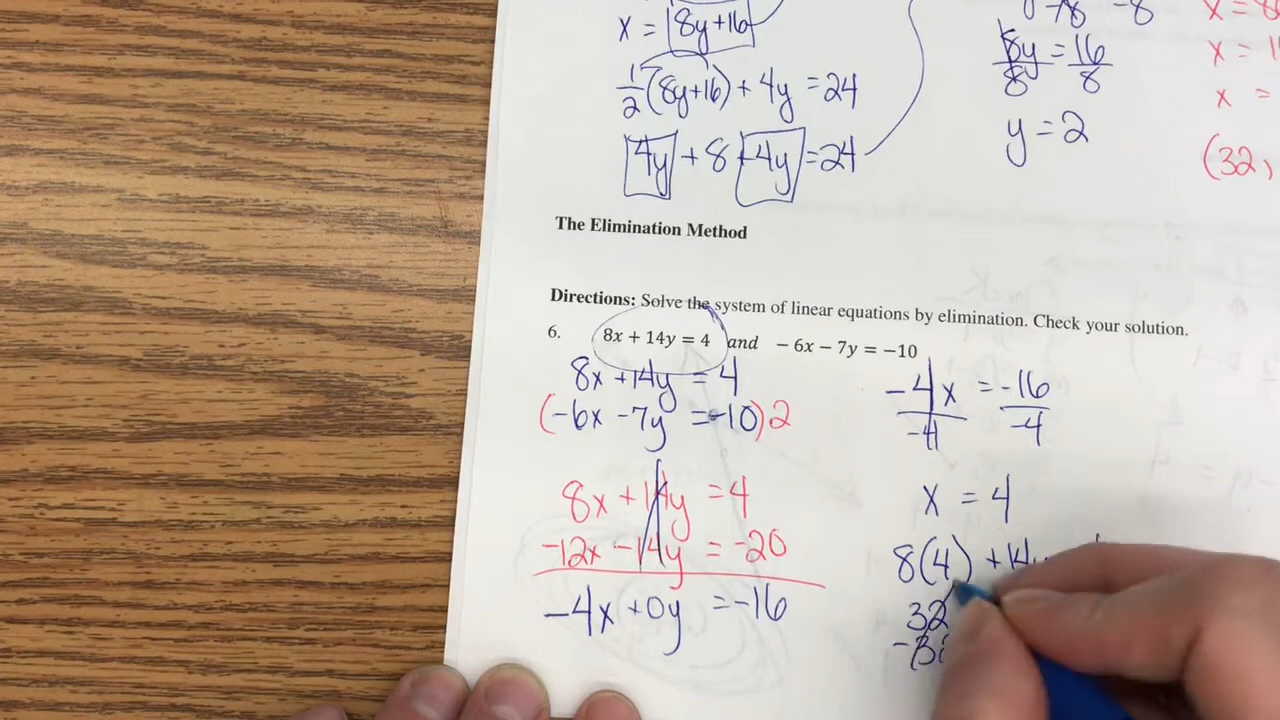 x = 8y+16
1/2(8y+16) + 4y = 24
4y + 8 + 4y = 24
-8
8y = 16
8 8
y = 2
x =
x =
x =
(32,
The Elimination Method
Directions: Solve the system of linear equations by elimination. Check your solution.
6. 8x + 14y = 4 and − 6x − 7y = −10
8x + 14y = 4
(-6x - 7y = -10)2
8x + 14y = 4
-12x - 14y = -20
-4x + 0y = -16
-4x = -16
-4 -4
x = 4
8(4) + 14y
32